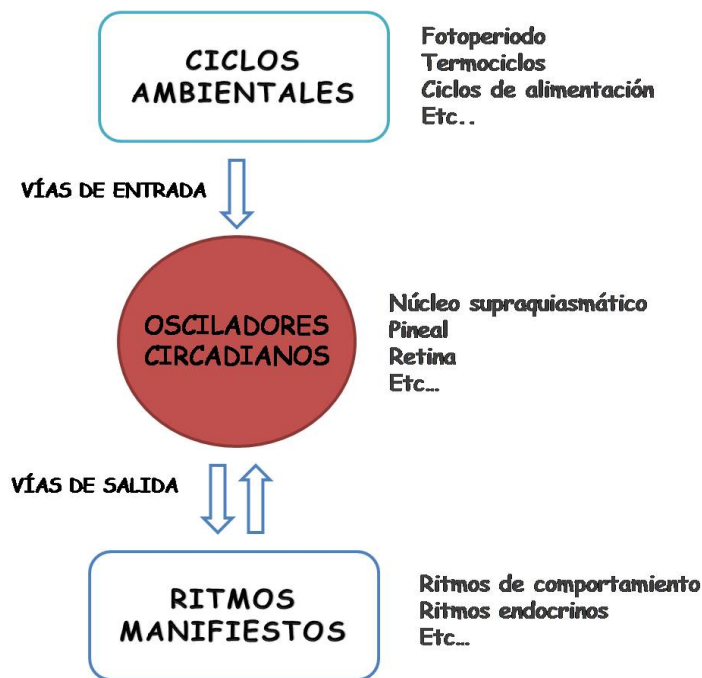 CICLOS
AMBIENTALES
Fotoperiodo
Termociclos
Ciclos de alimentación
Etc..
VÍAS DE ENTRADA
OSCILADORES
CIRCADIANOS
Núcleo supraquiasmático
Pineal
Retina
Etc...
VÍAS DE SALIDA
RITMOS
MANIFIESTOS
Ritmos de comportamiento
Ritmos endocrinos
Etc...